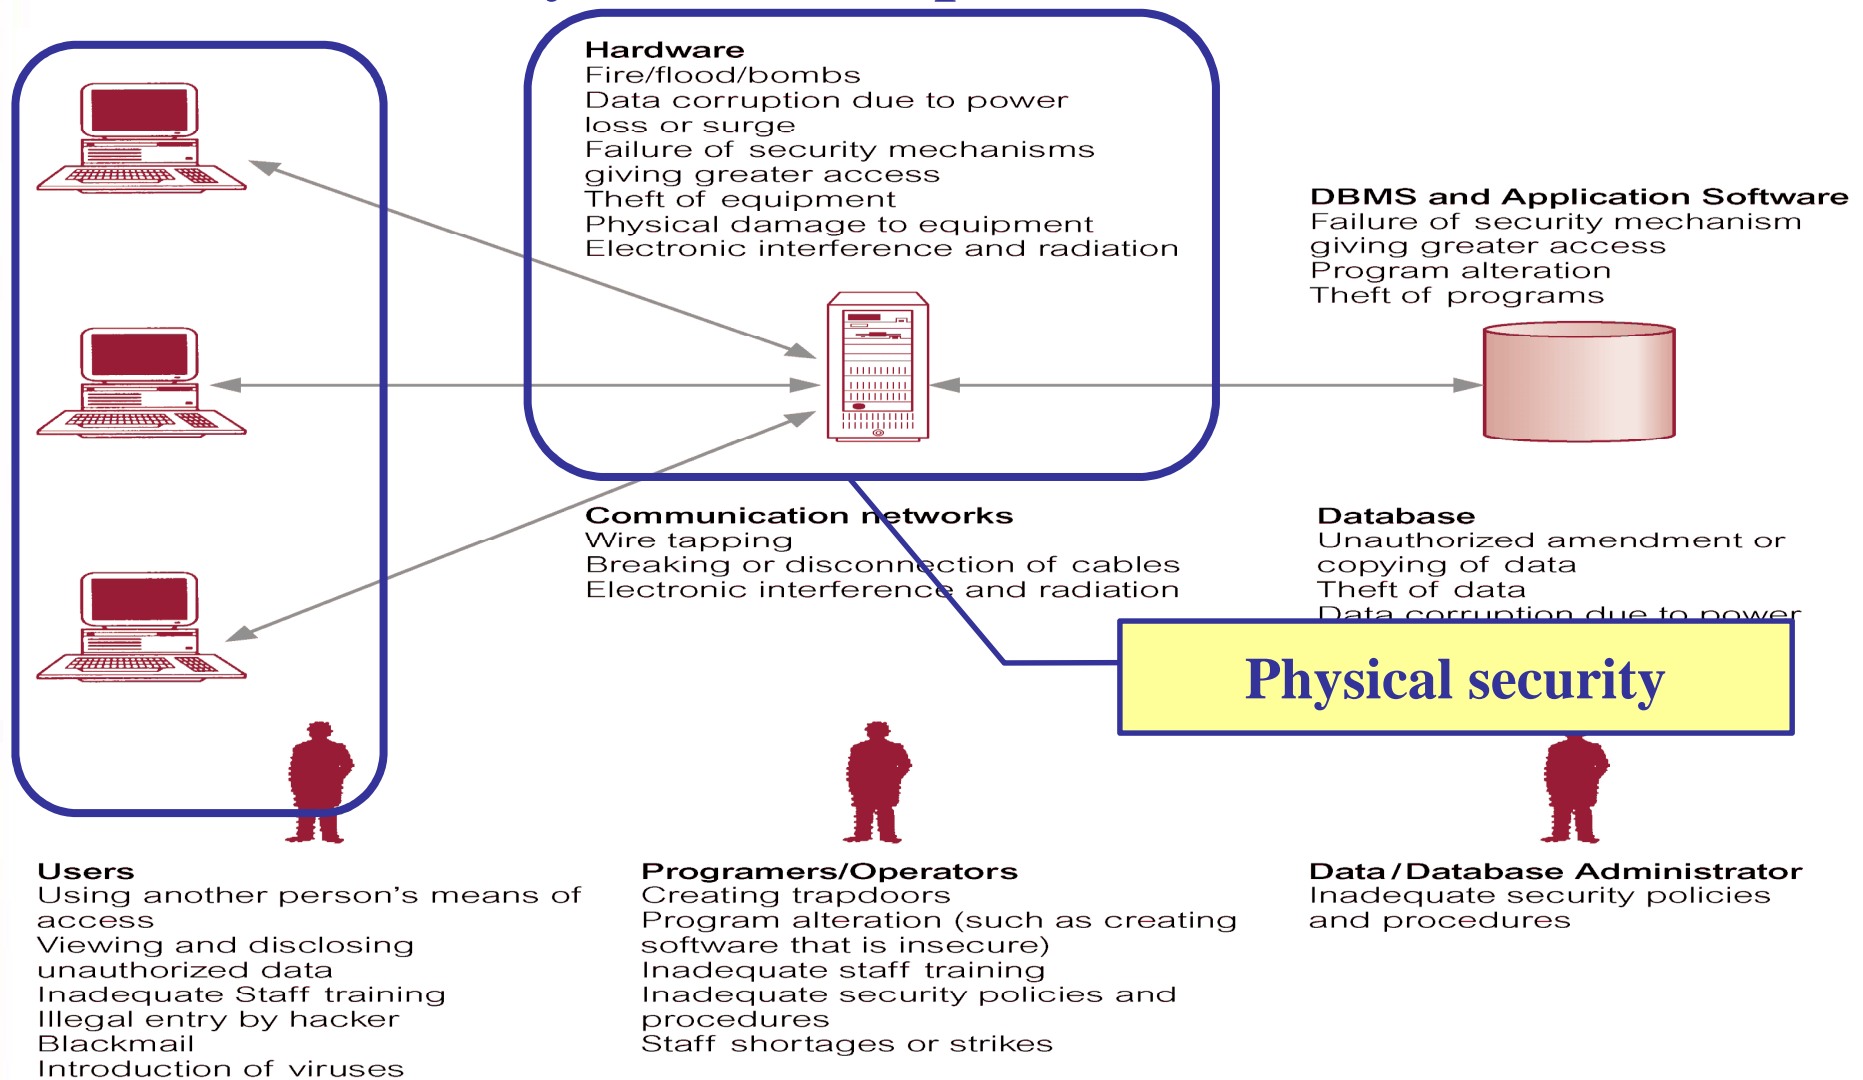 Hardware
Fire/flood/bombs
Data corruption due to power
loss or surge
Failure of security mechanisms
giving greater access
Theft of equipment
Physical damage to equipment
Electronic interference and radiation
DBMS and Application Software
Failure of security mechanism
giving greater access
Program alteration
Theft of programs
Communication networks
Wire tapping
Breaking or disconnection of cables
Electronic interference and radiation
Database
Unauthorized amendment or
copying of data
Theft of data
Data corruption due to power
Physical security
Users
Using another person's means of
access
Viewing and disclosing
unauthorized data
Inadequate Staff training
Illegal entry by hacker
Blackmail
Introduction of viruses
Programers/Operators
Creating trapdoors
Program alteration (such as creating
software that is insecure)
Inadequate staff training
Inadequate security policies and
procedures
Staff shortages or strikes
Data/Database Administrator
Inadequate security policies
and procedures